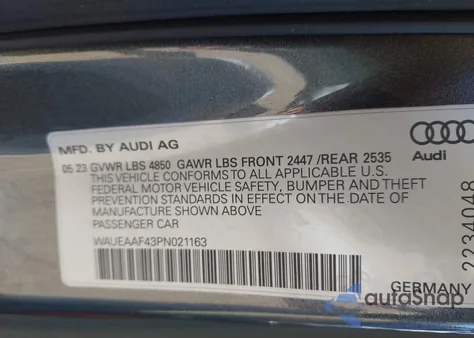 MFD. BY AUDI AG
05 23 GVWR LBS 4850 GAWR LBS FRONT 2447 /REAR 2535
THIS VEHICLE CONFORMS TO ALL APPLICABLE U.S.
FEDERAL MOTOR VEHICLE SAFETY, BUMPER AND THEFT
PREVENTION STANDARDS IN EFFECT ON THE DATE OF
MANUFACTURE SHOWN ABOVE
PASSENGER CAR
WAUEAAF43PN021163
Audi
2234048
GERMANY
autoSnap